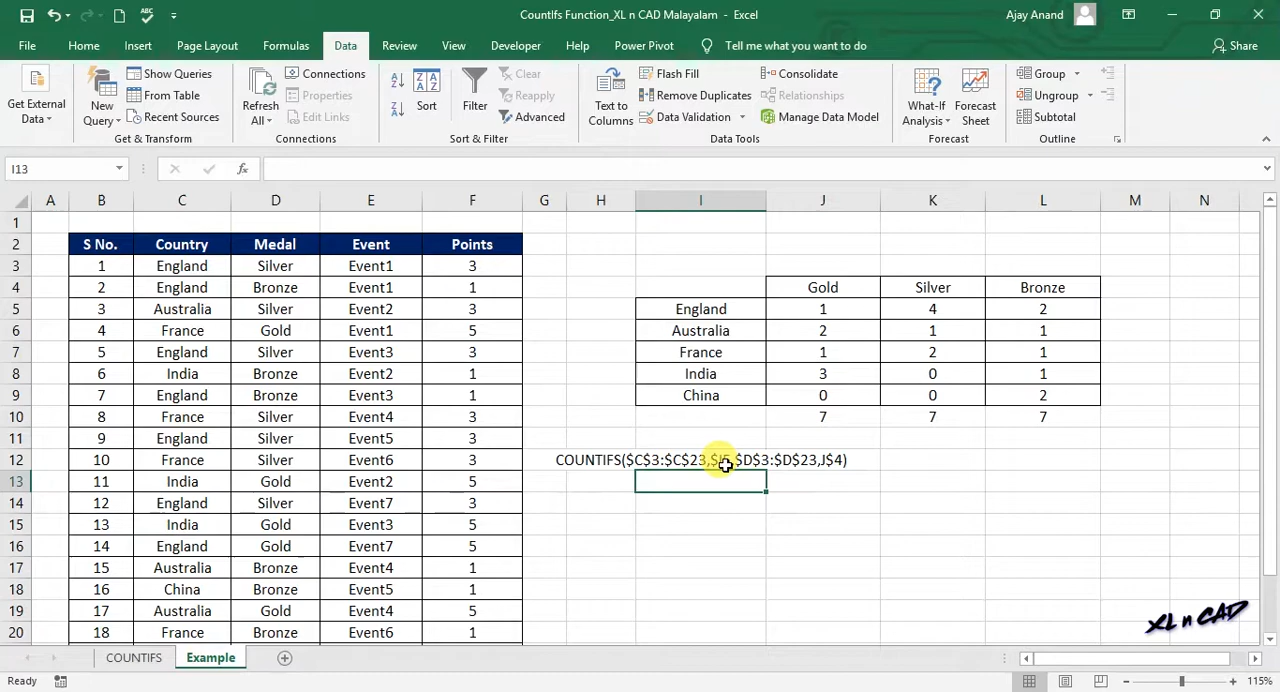 CountIfs Function_XL n CAD Malayalam - Excel
Ajay Anand
File Home Insert Page Layout Formulas Data Review View Developer Help Power Pivot Tell me what you want to do Share
Get External Data
New Query
Show Queries
From Table
Recent Sources
Get & Transform
Refresh All
Connections
Properties
Edit Links
Connections
Sort
Filter
Clear
Reapply
Advanced
Sort & Filter
Text to Columns
Flash Fill
Remove Duplicates
Data Validation
Consolidate
Relationships
Manage Data Model
Data Tools
What-If Analysis
Forecast Sheet
Forecast
Group
Ungroup
Subtotal
Outline
I13 fx
A B C D E F G H I J K L M N
1
2 S No. Country Medal Event Points
3 1 England Silver Event1 3
4 2 England Bronze Event1 1 Gold Silver Bronze
5 3 Australia Silver Event2 3 England 1 4 2
6 4 France Gold Event1 5 Australia 2 1 1
7 5 England Silver Event3 3 France 1 2 1
8 6 India Bronze Event2 1 India 3 0 1
9 7 England Bronze Event3 1 China 0 0 2
10 8 France Silver Event4 3 7 7 7
11 9 England Silver Event5 3
12 10 France Silver Event6 3 COUNTIFS($C$3:$C$23,$I5,$D$3:$D$23,J$4)
13 11 India Gold Event2 5
14 12 England Silver Event7 3
15 13 India Gold Event3 5
16 14 England Gold Event7 5
17 15 Australia Bronze Event4 1
18 16 China Bronze Event5 1
19 17 Australia Gold Event4 5
20 18 France Bronze Event6 1
XL n CAD
COUNTIFS Example
Ready 115%